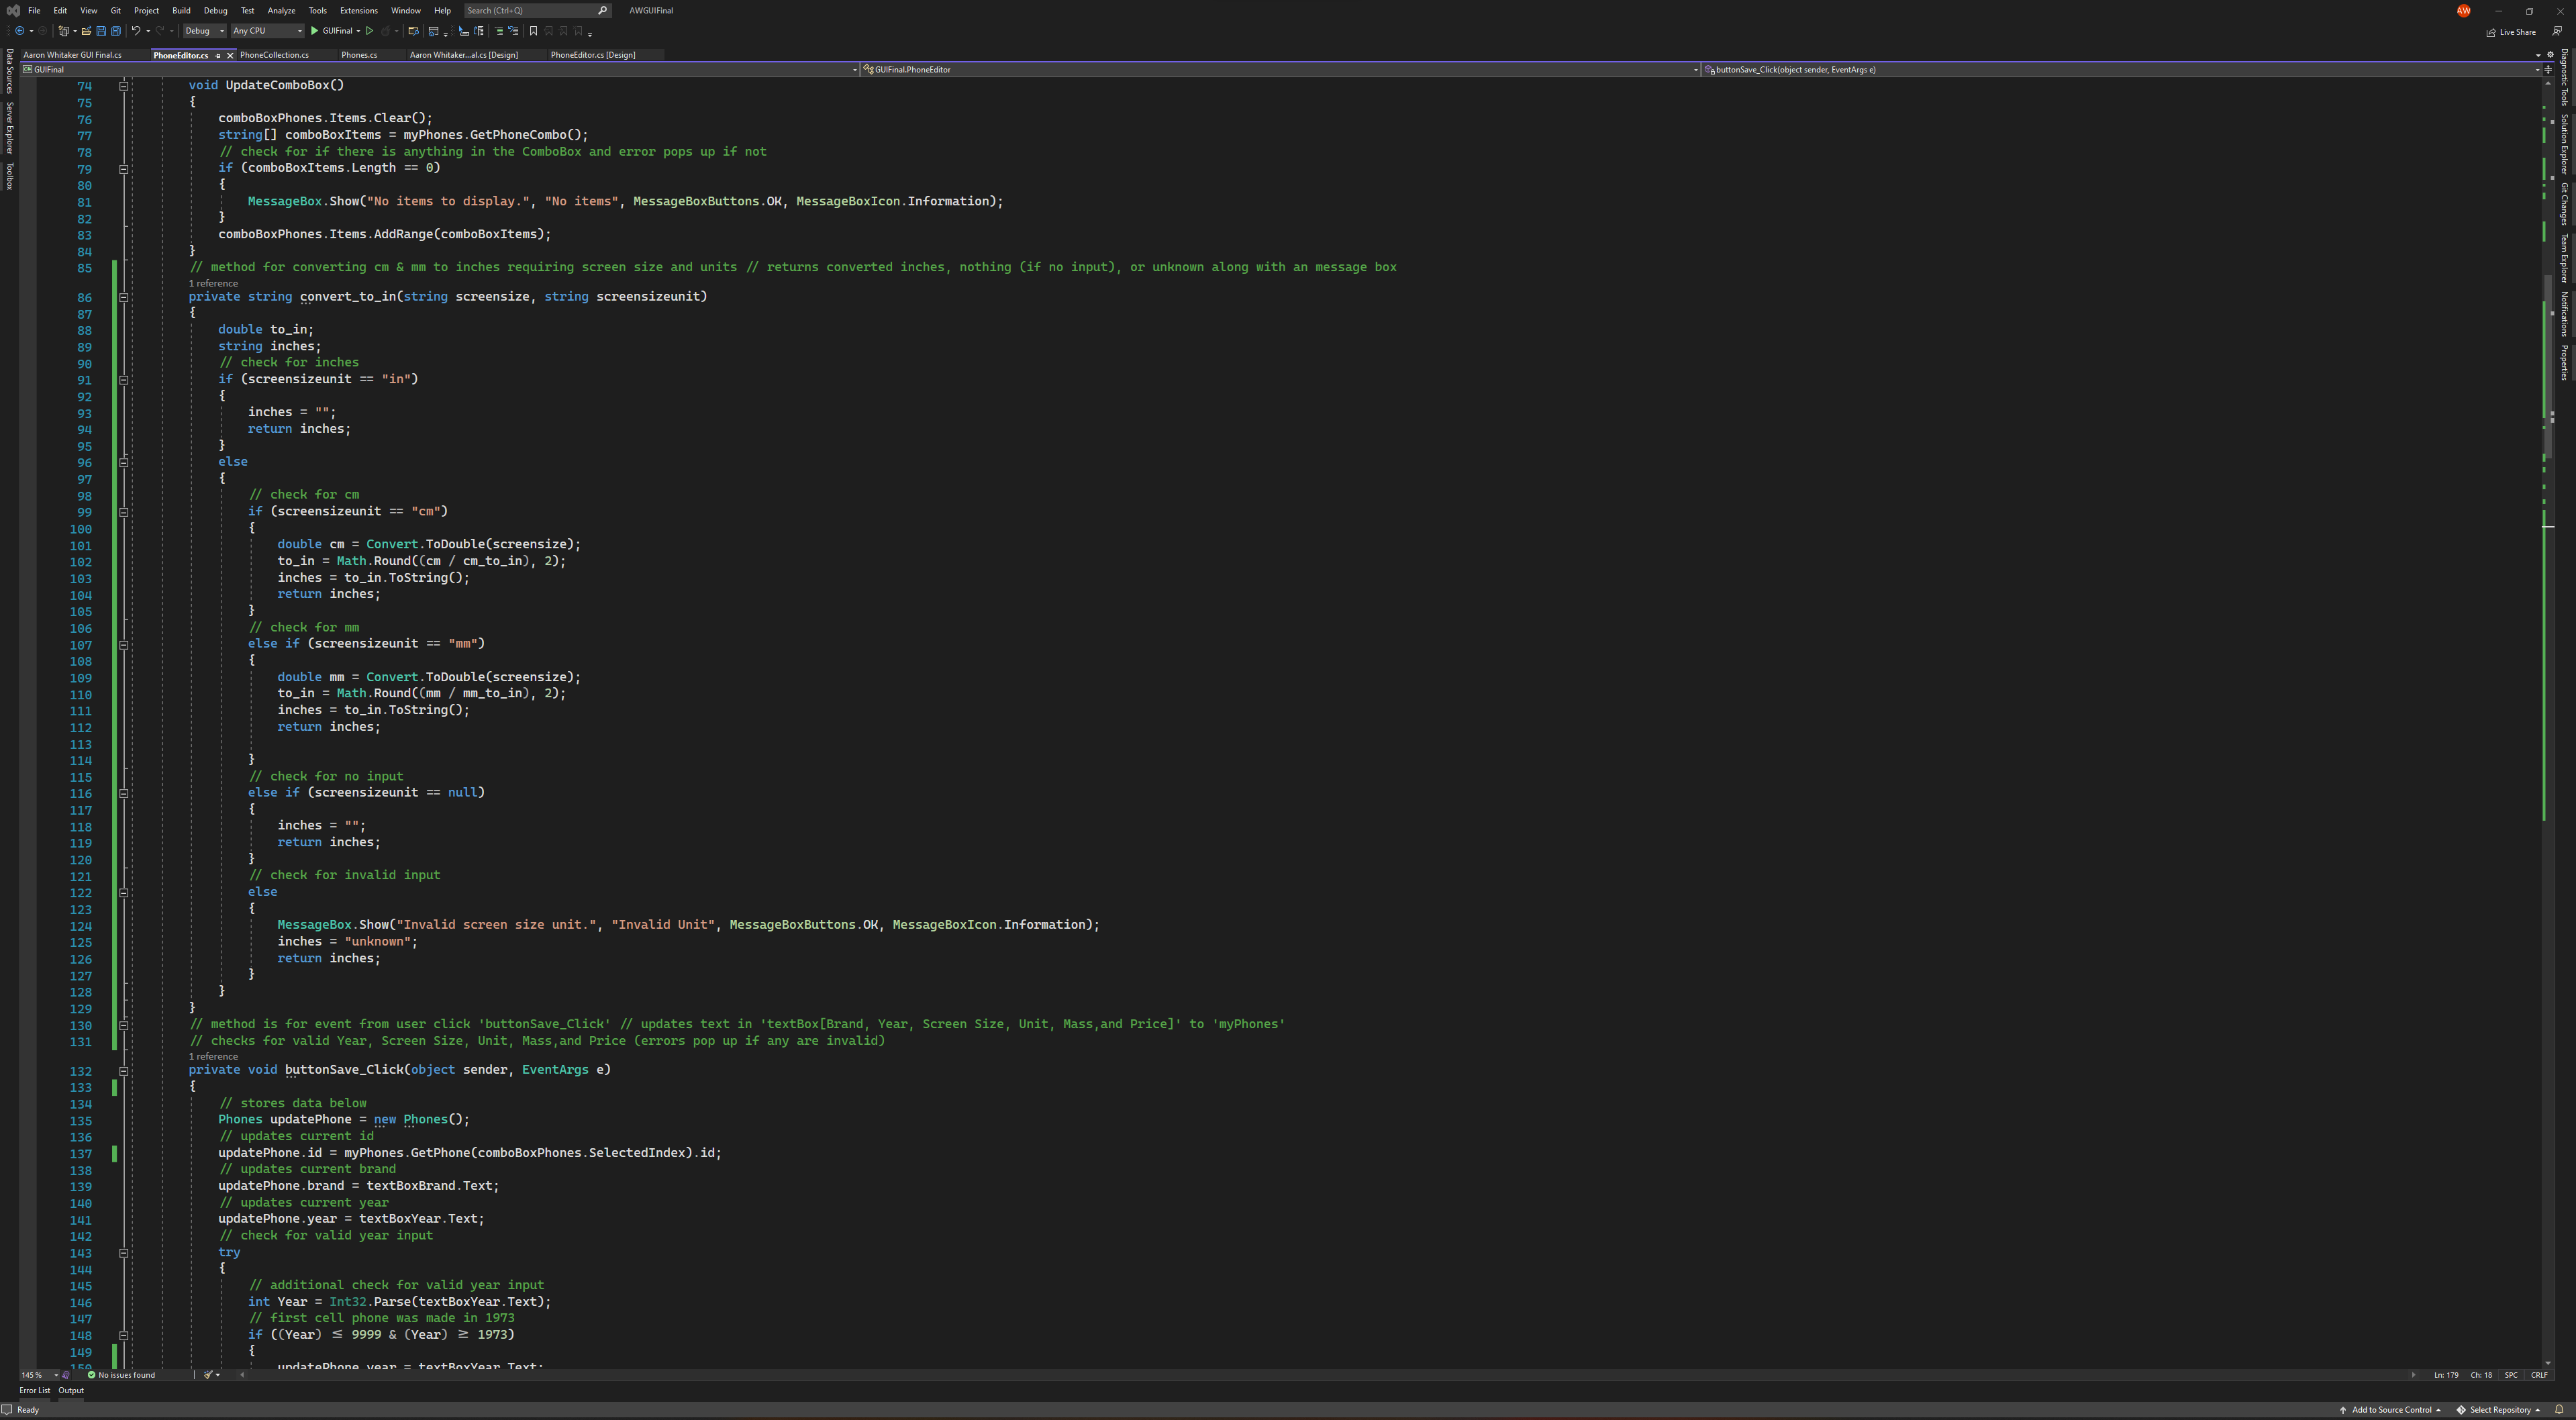 File Edit View Git Project Build Debug Test Analyze Tools Extensions Window Help Search (Ctrl+Q) AWGUIFinal AW
Debug Any CPU GUIFinal Live Share
Aaron Whitaker GUI Final.cs PhoneEditor.cs PhoneCollection.cs Phones.cs Aaron Whitaker...al.cs [Design] PhoneEditor.cs [Design]
GUIFinal GUIFinal.PhoneEditor buttonSave_Click(object sender, EventArgs e)
Data Sources
Server Explorer
Toolbox
74 void UpdateComboBox()
75 {
76 comboBoxPhones.Items.Clear();
77 string[] comboBoxItems = myPhones.GetPhoneCombo();
78 // check for if there is anything in the ComboBox and error pops up if not
79 if (comboBoxItems.Length == 0)
80 {
81 MessageBox.Show("No items to display.", "No items", MessageBoxButtons.OK, MessageBoxIcon.Information);
82 }
83 comboBoxPhones.Items.AddRange(comboBoxItems);
84 }
85 // method for converting cm & mm to inches requiring screen size and units // returns converted inches, nothing (if no input), or unknown along with an message box
1 reference
86 private string convert_to_in(string screensize, string screensizeunit)
87 {
88 double to_in;
89 string inches;
90 // check for inches
91 if (screensizeunit == "in")
92 {
93 inches = "";
94 return inches;
95 }
96 else
97 {
98 // check for cm
99 if (screensizeunit == "cm")
100 {
101 double cm = Convert.ToDouble(screensize);
102 to_in = Math.Round((cm / cm_to_in), 2);
103 inches = to_in.ToString();
104 return inches;
105 }
106 // check for mm
107 else if (screensizeunit == "mm")
108 {
109 double mm = Convert.ToDouble(screensize);
110 to_in = Math.Round((mm / mm_to_in), 2);
111 inches = to_in.ToString();
112 return inches;
113
114 }
115 // check for no input
116 else if (screensizeunit == null)
117 {
118 inches = "";
119 return inches;
120 }
121 // check for invalid input
122 else
123 {
124 MessageBox.Show("Invalid screen size unit.", "Invalid Unit", MessageBoxButtons.OK, MessageBoxIcon.Information);
125 inches = "unknown";
126 return inches;
127 }
128 }
129 }
130 // method is for event from user click 'buttonSave_Click' // updates text in 'textBox[Brand, Year, Screen Size, Unit, Mass,and Price]' to 'myPhones'
131 // checks for valid Year, Screen Size, Unit, Mass,and Price (errors pop up if any are invalid)
1 reference
132 private void buttonSave_Click(object sender, EventArgs e)
133 {
134 // stores data below
135 Phones updatePhone = new Phones();
136 // updates current id
137 updatePhone.id = myPhones.GetPhone(comboBoxPhones.SelectedIndex).id;
138 // updates current brand
139 updatePhone.brand = textBoxBrand.Text;
140 // updates current year
141 updatePhone.year = textBoxYear.Text;
142 // check for valid year input
143 try
144 {
145 // additional check for valid year input
146 int Year = Int32.Parse(textBoxYear.Text);
147 // first cell phone was made in 1973
148 if ((Year) ≤ 9999 & (Year) ≥ 1973)
149 {
150 updatePhone.year = textBoxYear.Text;
Diagnostic Tools
Solution Explorer
Git Changes
Team Explorer
Notifications
Properties
145 % No issues found Ln: 179 Ch: 18 SPC CRLF
Error List Output
Ready Add to Source Control Select Repository